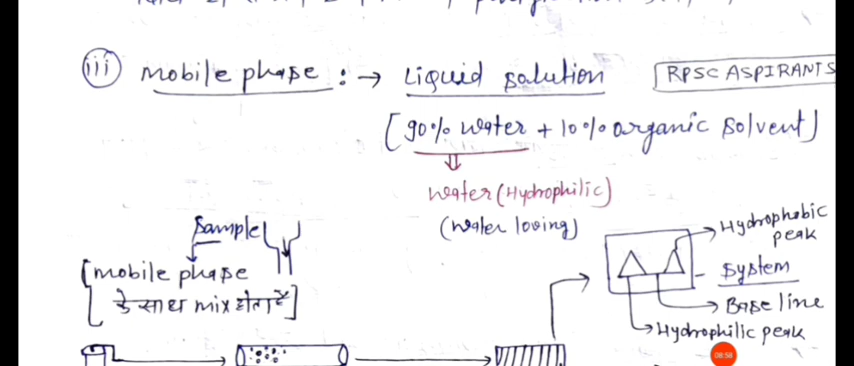 (iii) mobile phase :→ Liquid solution
RPSC ASPIRANTS
[90% water + 10% organic solvent]
⇓
water (Hydrophilic)
(water loving)
Sample
[mobile phase
के साथ mix होता है]
Hydrophobic
peak
System
Base line
Hydrophilic peak
08:58